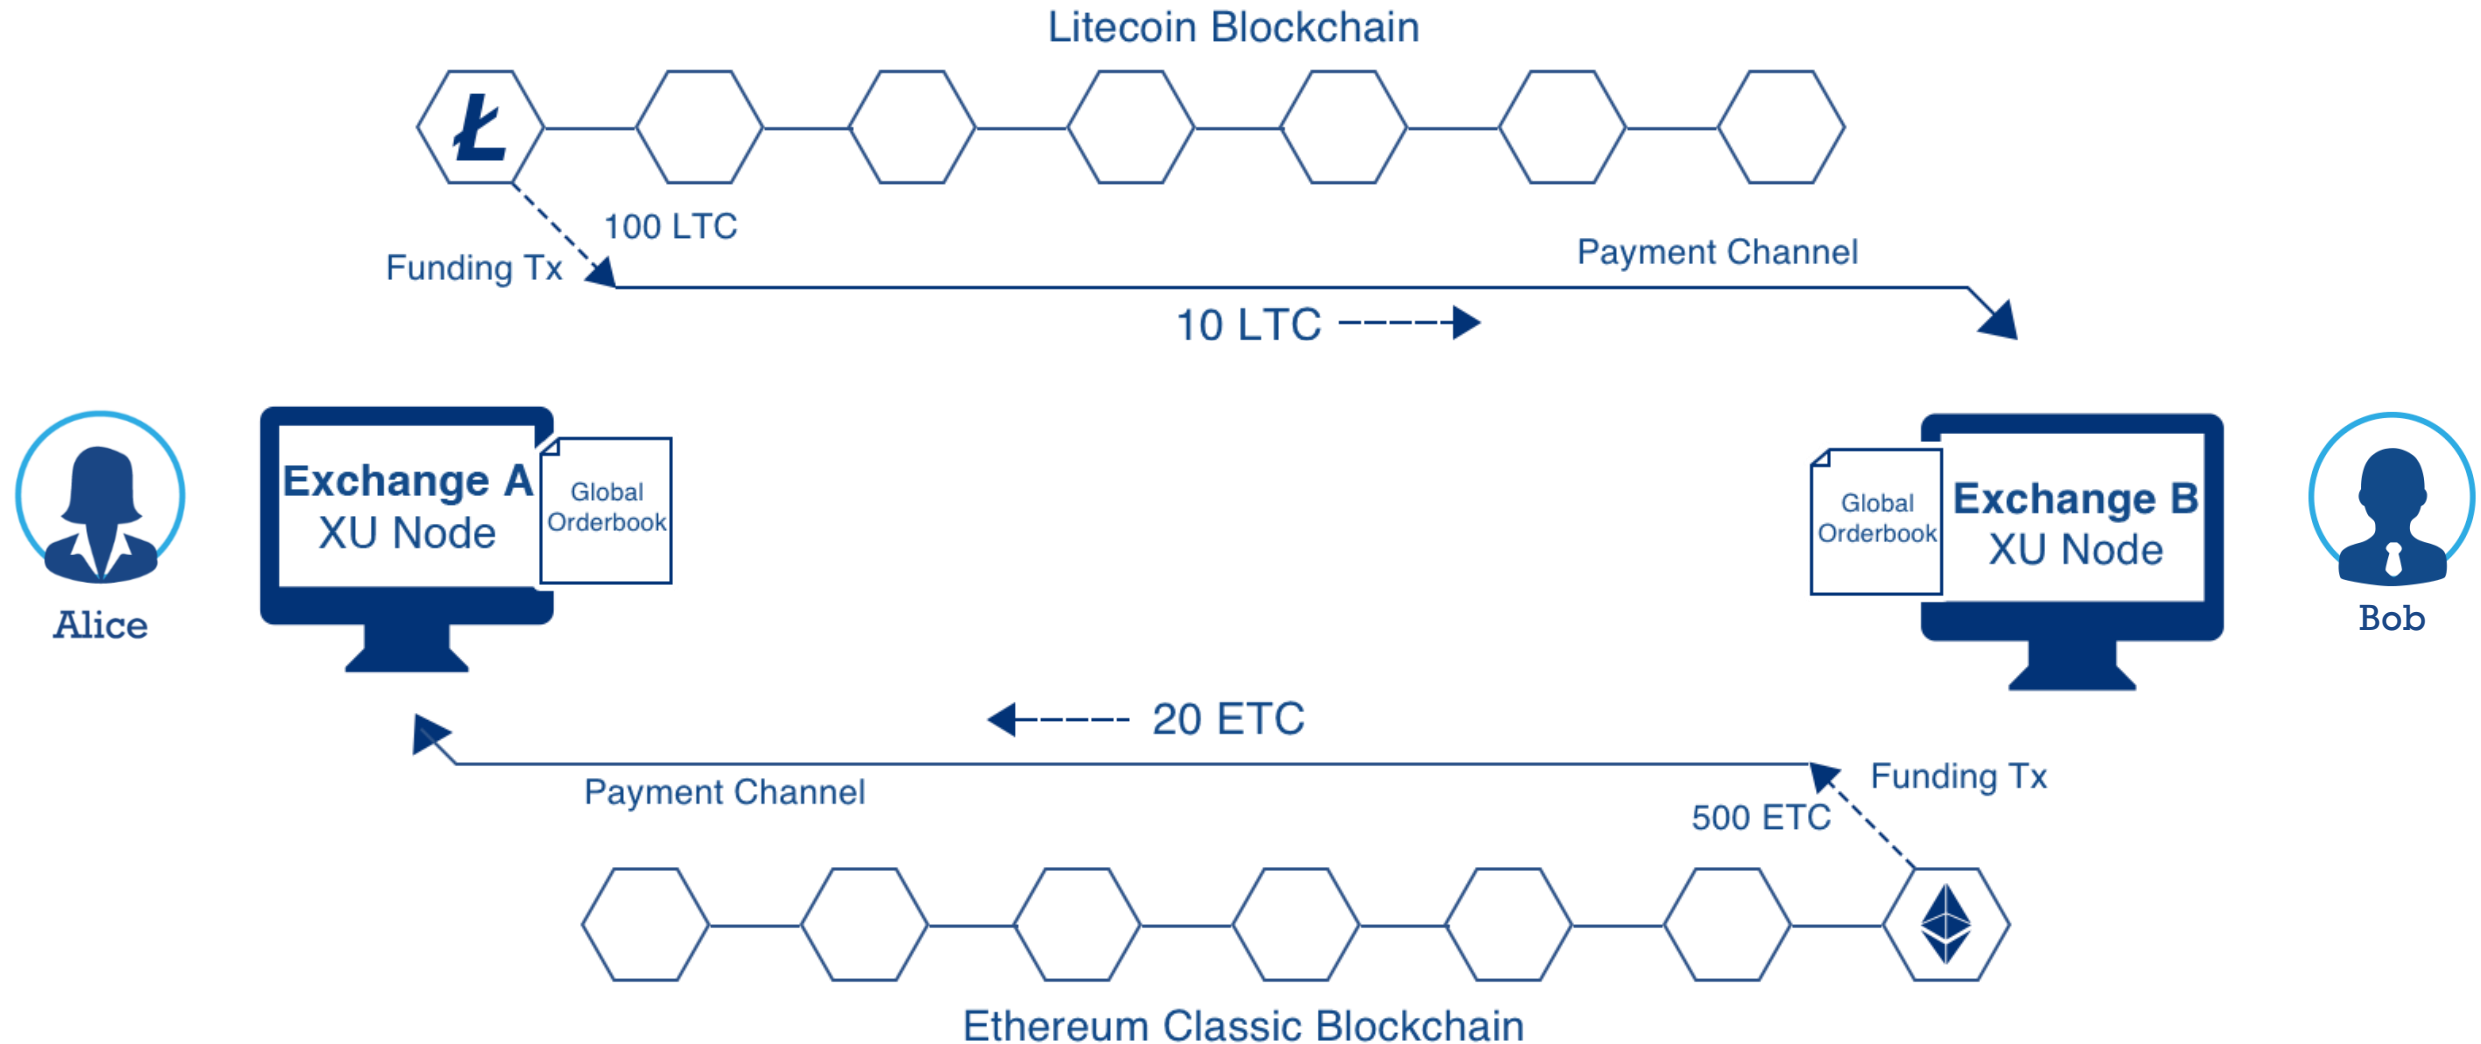 Litecoin Blockchain
100 LTC
Funding Tx
Payment Channel
10 LTC
Exchange A
XU Node
Global
Orderbook
Alice
Global
Orderbook
Exchange B
XU Node
Bob
20 ETC
Payment Channel
Funding Tx
500 ETC
Ethereum Classic Blockchain